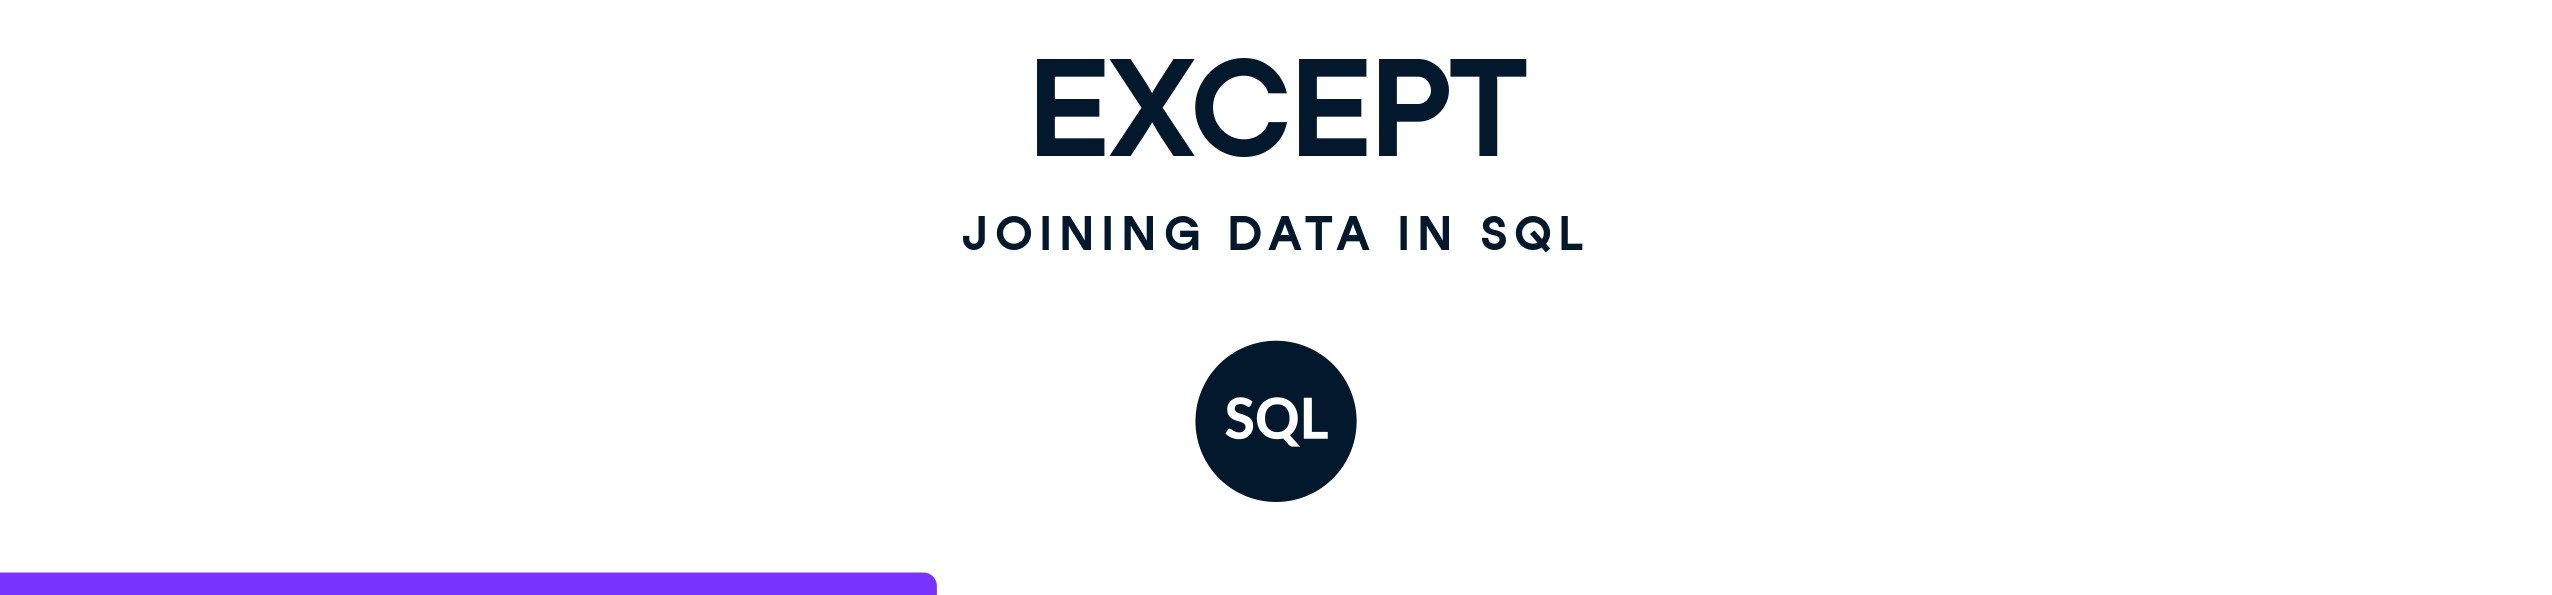 EXCEPT
JOINING DATA IN SQL
SQL